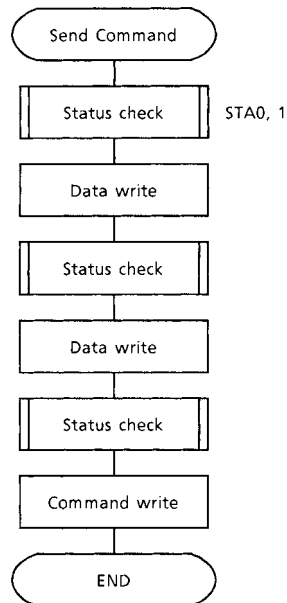 Send Command
Status check STA0, 1
Data write
Status check
Data write
Status check
Command write
END